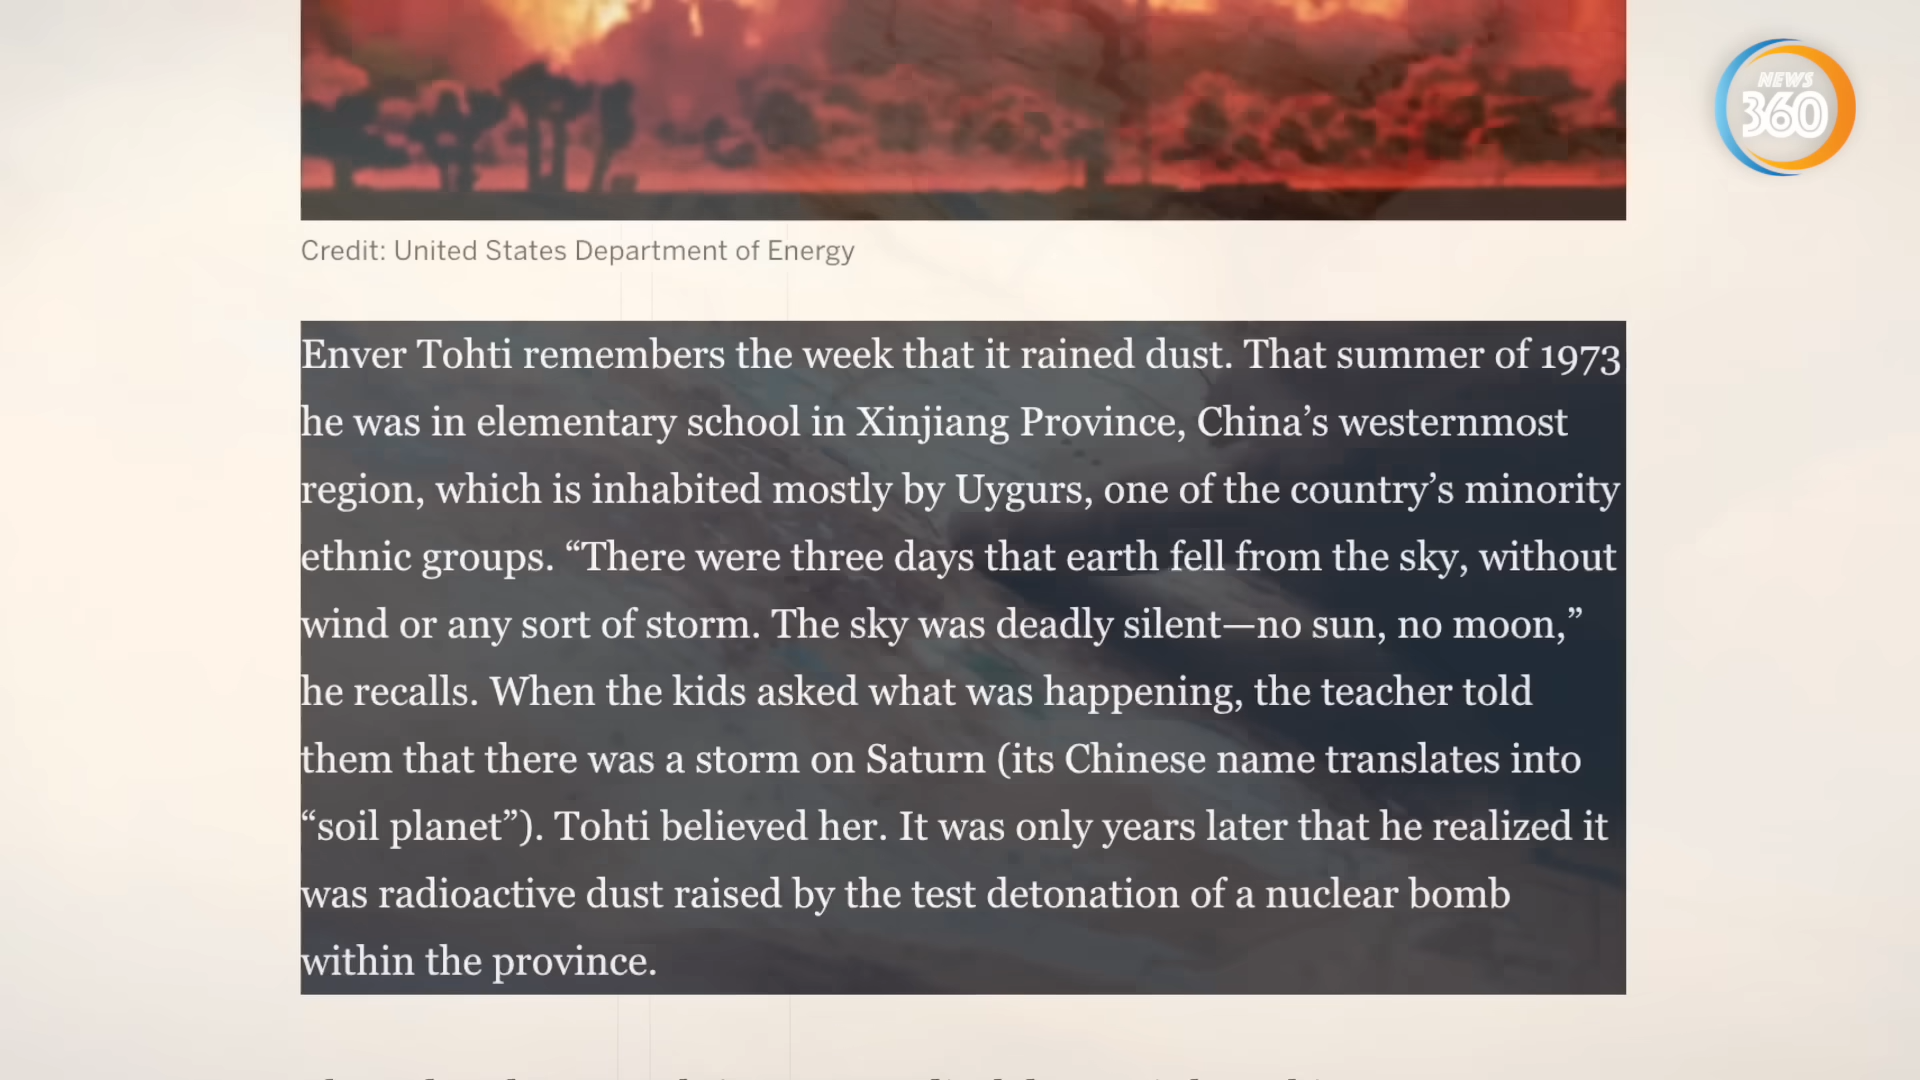 NEWS
360
Credit: United States Department of Energy
Enver Tohti remembers the week that it rained dust. That summer of 1973
he was in elementary school in Xinjiang Province, China’s westernmost
region, which is inhabited mostly by Uygurs, one of the country’s minority
ethnic groups. “There were three days that earth fell from the sky, without
wind or any sort of storm. The sky was deadly silent—no sun, no moon,”
he recalls. When the kids asked what was happening, the teacher told
them that there was a storm on Saturn (its Chinese name translates into
“soil planet”). Tohti believed her. It was only years later that he realized it
was radioactive dust raised by the test detonation of a nuclear bomb
within the province.